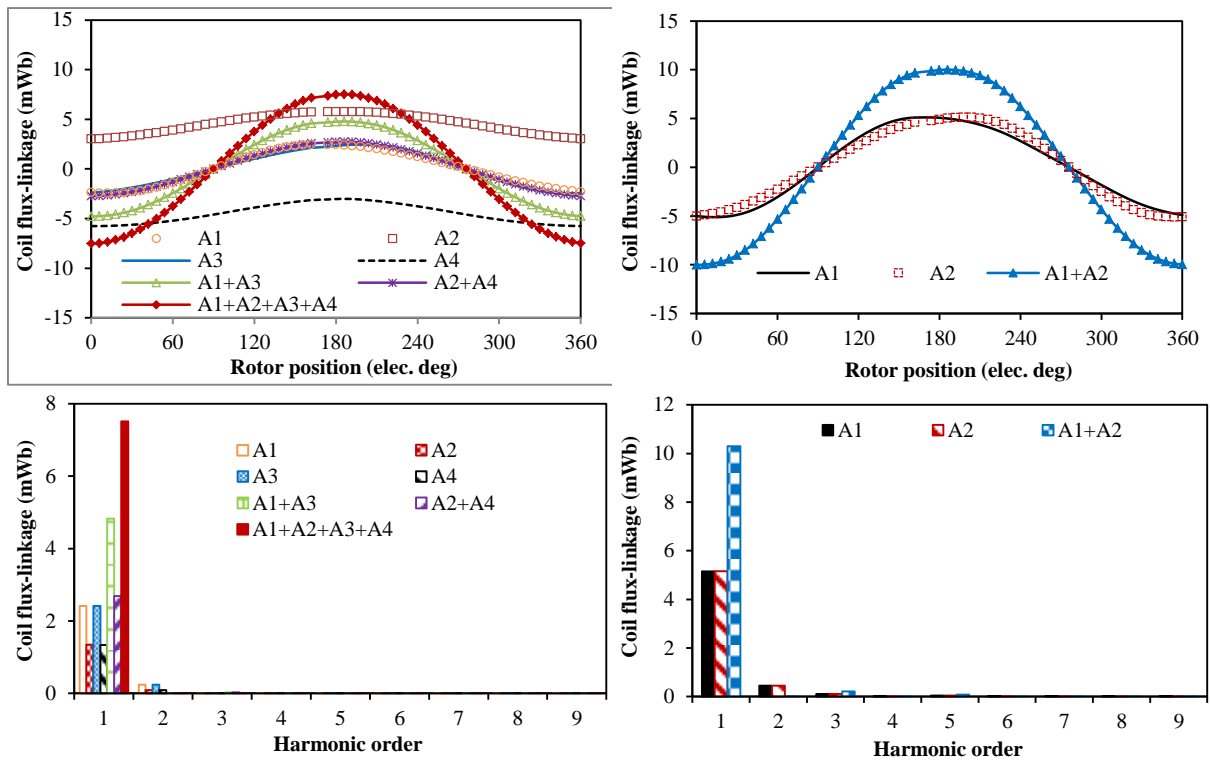 Coil flux-linkage (mWb)
15
10
5
0
-5
-10
-15
A1
A2
A3
A4
A1+A3
A2+A4
A1+A2+A3+A4
0 60 120 180 240 300 360
Rotor position (elec. deg)
Coil flux-linkage (mWb)
15
10
5
0
-5
-10
-15
A1 A2 A1+A2
0 60 120 180 240 300 360
Rotor position (elec. deg)
Coil flux-linkage (mWb)
8
6
4
2
0
A1
A2
A3
A4
A1+A3
A2+A4
A1+A2+A3+A4
1 2 3 4 5 6 7 8 9
Harmonic order
Coil flux-linkage (mWb)
12
10
8
6
4
2
0
A1 A2 A1+A2
1 2 3 4 5 6 7 8 9
Harmonic order